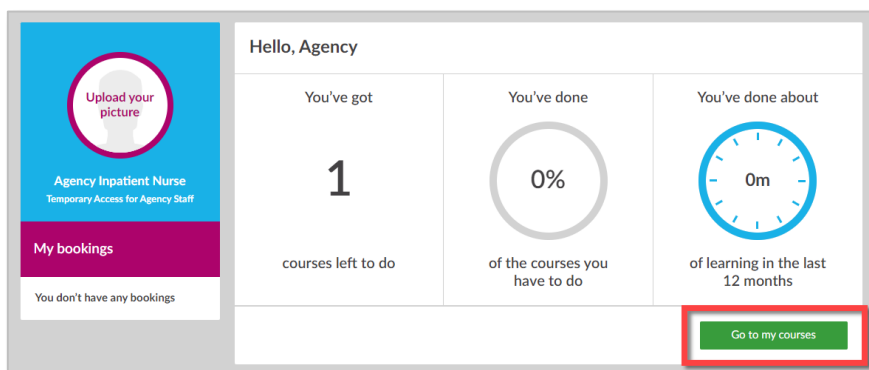 Upload your
picture
Agency Inpatient Nurse
Temporary Access for Agency Staff
My bookings
You don't have any bookings
Hello, Agency
You've got
1
courses left to do
You've done
0%
of the courses you
have to do
You've done about
0m
of learning in the last
12 months
Go to my courses